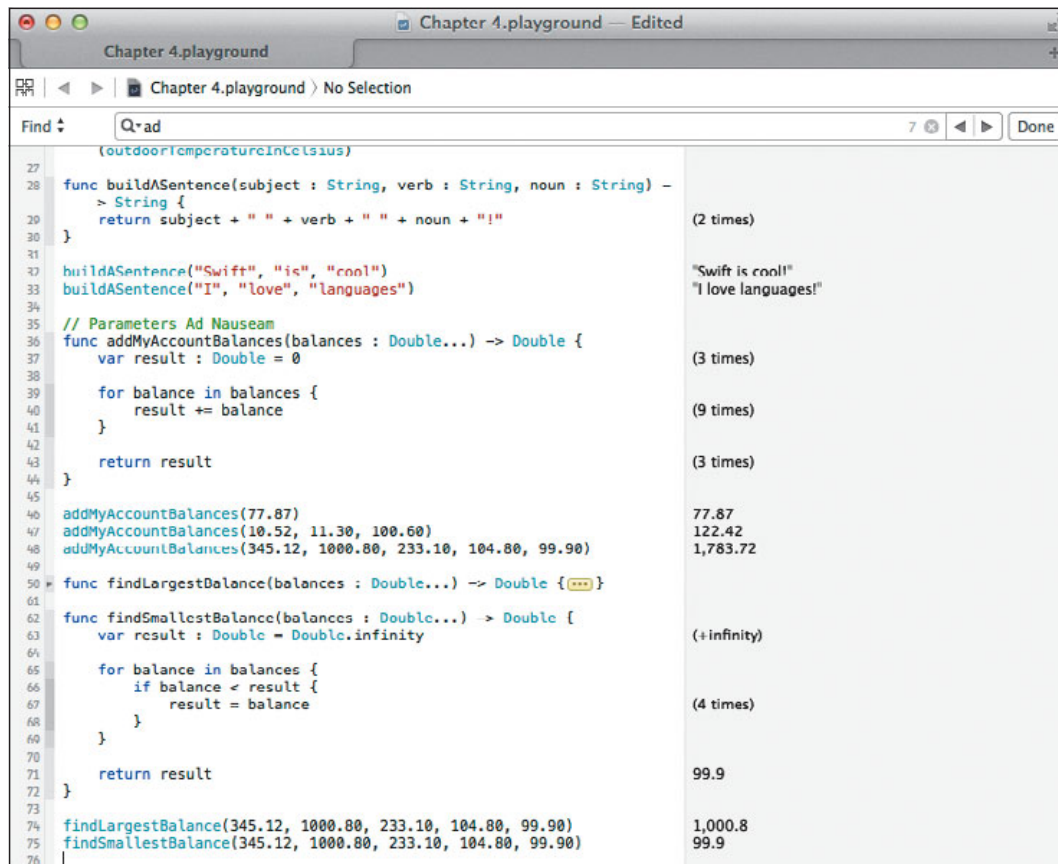 Chapter 4.playground — Edited
Chapter 4.playground
Chapter 4.playground 〉 No Selection
Find ad 7 Done
(outdoorTemperatureInCelsius)
27
28 func buildASentence(subject : String, verb : String, noun : String) -
> String {
29 return subject + " " + verb + " " + noun + "!" (2 times)
30 }
31
32 buildASentence("Swift", "is", "cool") "Swift is cool!"
33 buildASentence("I", "love", "languages") "I love languages!"
34
35 // Parameters Ad Nauseam
36 func addMyAccountBalances(balances : Double...) -> Double {
37 var result : Double = 0 (3 times)
38
39 for balance in balances {
40 result += balance (9 times)
41 }
42
43 return result (3 times)
44 }
45
46 addMyAccountBalances(77.87) 77.87
47 addMyAccountBalances(10.52, 11.30, 100.60) 122.42
48 addMyAccountBalances(345.12, 1000.80, 233.10, 104.80, 99.90) 1,783.72
49
50 func findLargestBalance(balances : Double...) -> Double {...}
61
62 func findSmallestBalance(balances : Double...) -> Double {
63 var result : Double = Double.infinity (+infinity)
64
65 for balance in balances {
66 if balance < result {
67 result = balance (4 times)
68 }
69 }
70
71 return result 99.9
72 }
73
74 findLargestBalance(345.12, 1000.80, 233.10, 104.80, 99.90) 1,000.8
75 findSmallestBalance(345.12, 1000.80, 233.10, 104.80, 99.90) 99.9
76